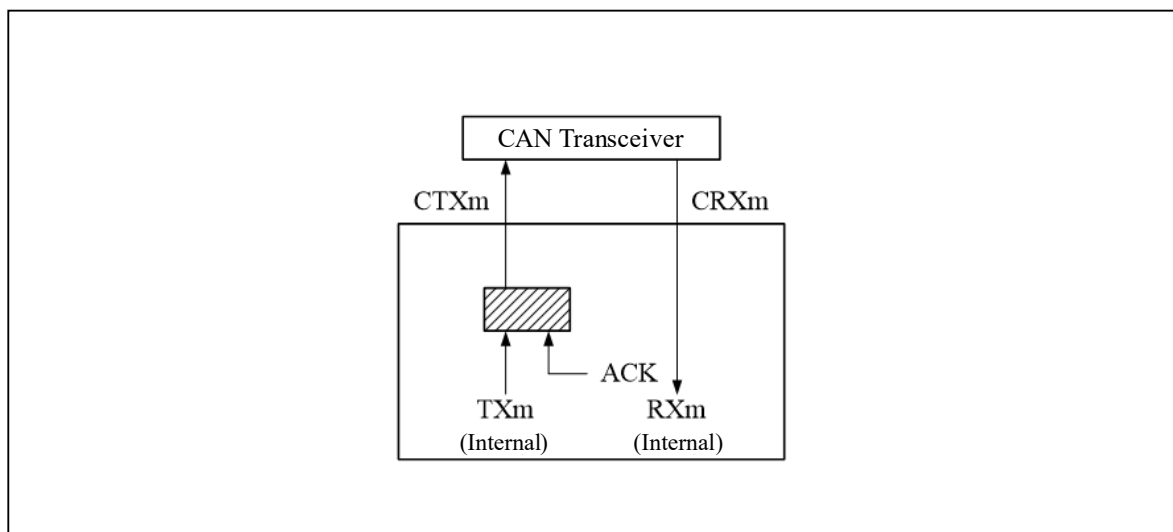 CAN Transceiver
CTXm
CRXm
ACK
TXm
RXm
(Internal)
(Internal)